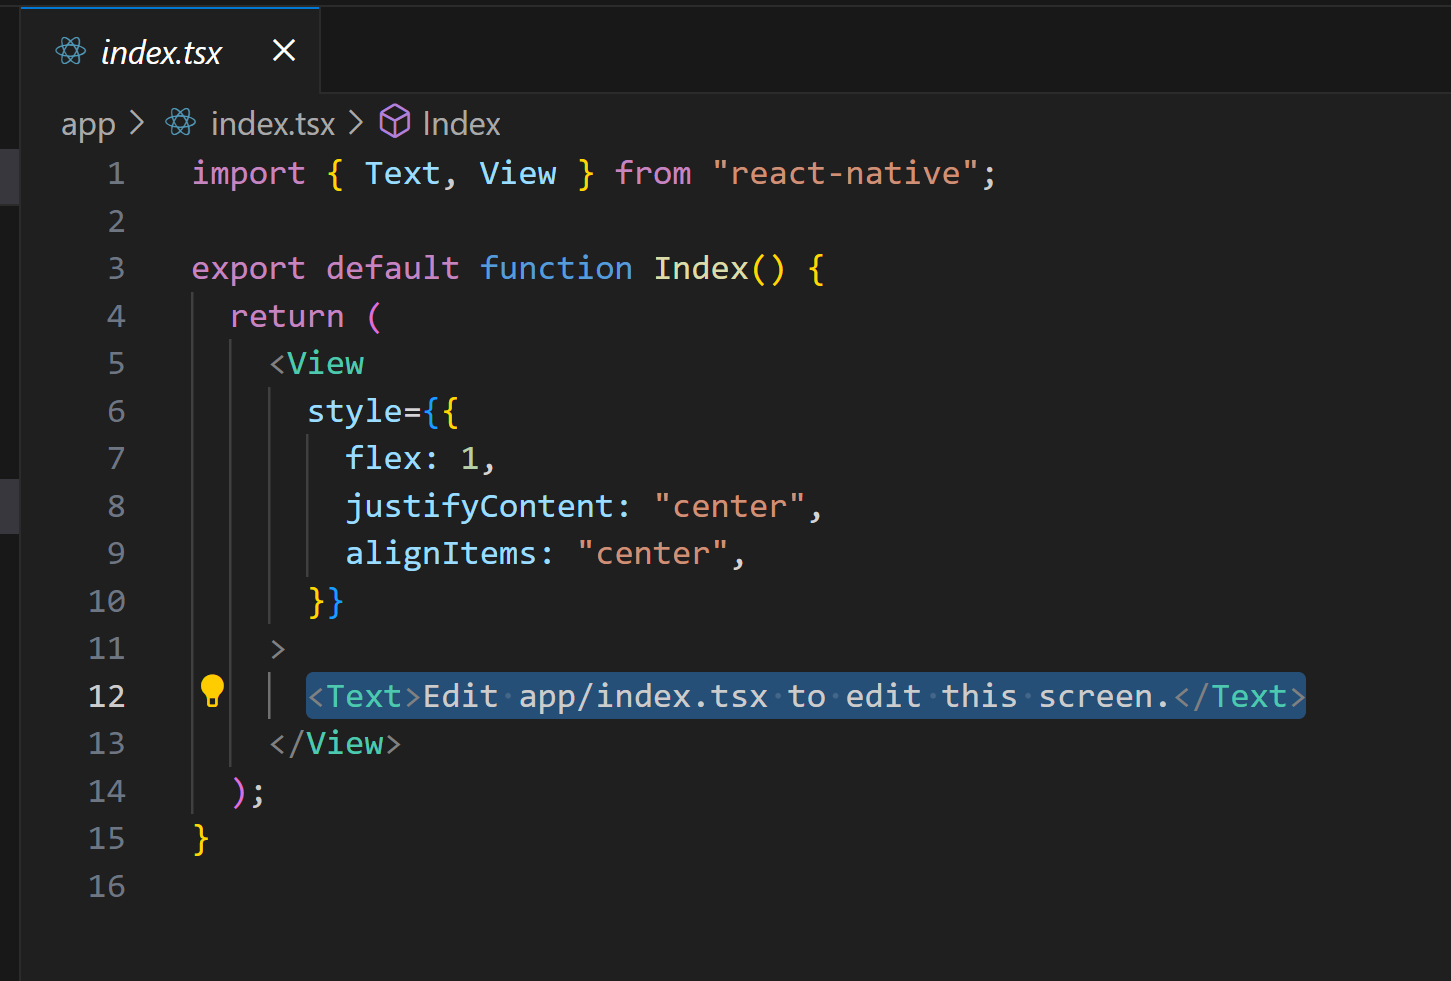 index.tsx
app > index.tsx > Index
1 import { Text, View } from "react-native";
2
3 export default function Index() {
4   return (
5     <View
6       style={{
7         flex: 1,
8         justifyContent: "center",
9         alignItems: "center",
10       }}
11     >
12       <Text>Edit app/index.tsx to edit this screen.</Text>
13     </View>
14   );
15 }
16